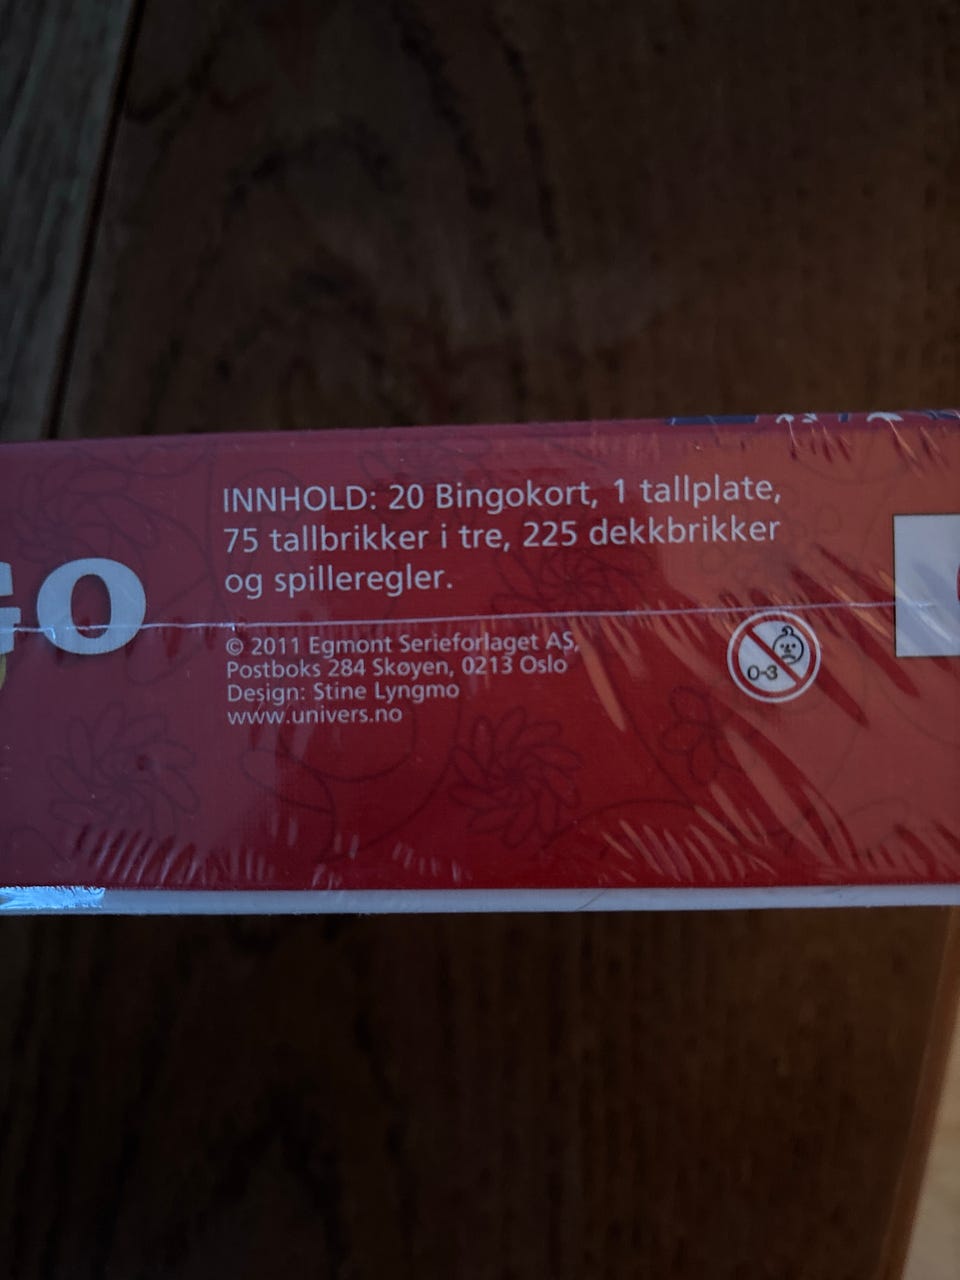 GO
INNHOLD: 20 Bingokort, 1 tallplate,
75 tallbrikker i tre, 225 dekkbrikker
og spilleregler.
© 2011 Egmont Serieforlaget AS,
Postboks 284 Skøyen, 0213 Oslo
Design: Stine Lyngmo
www.univers.no
0-3